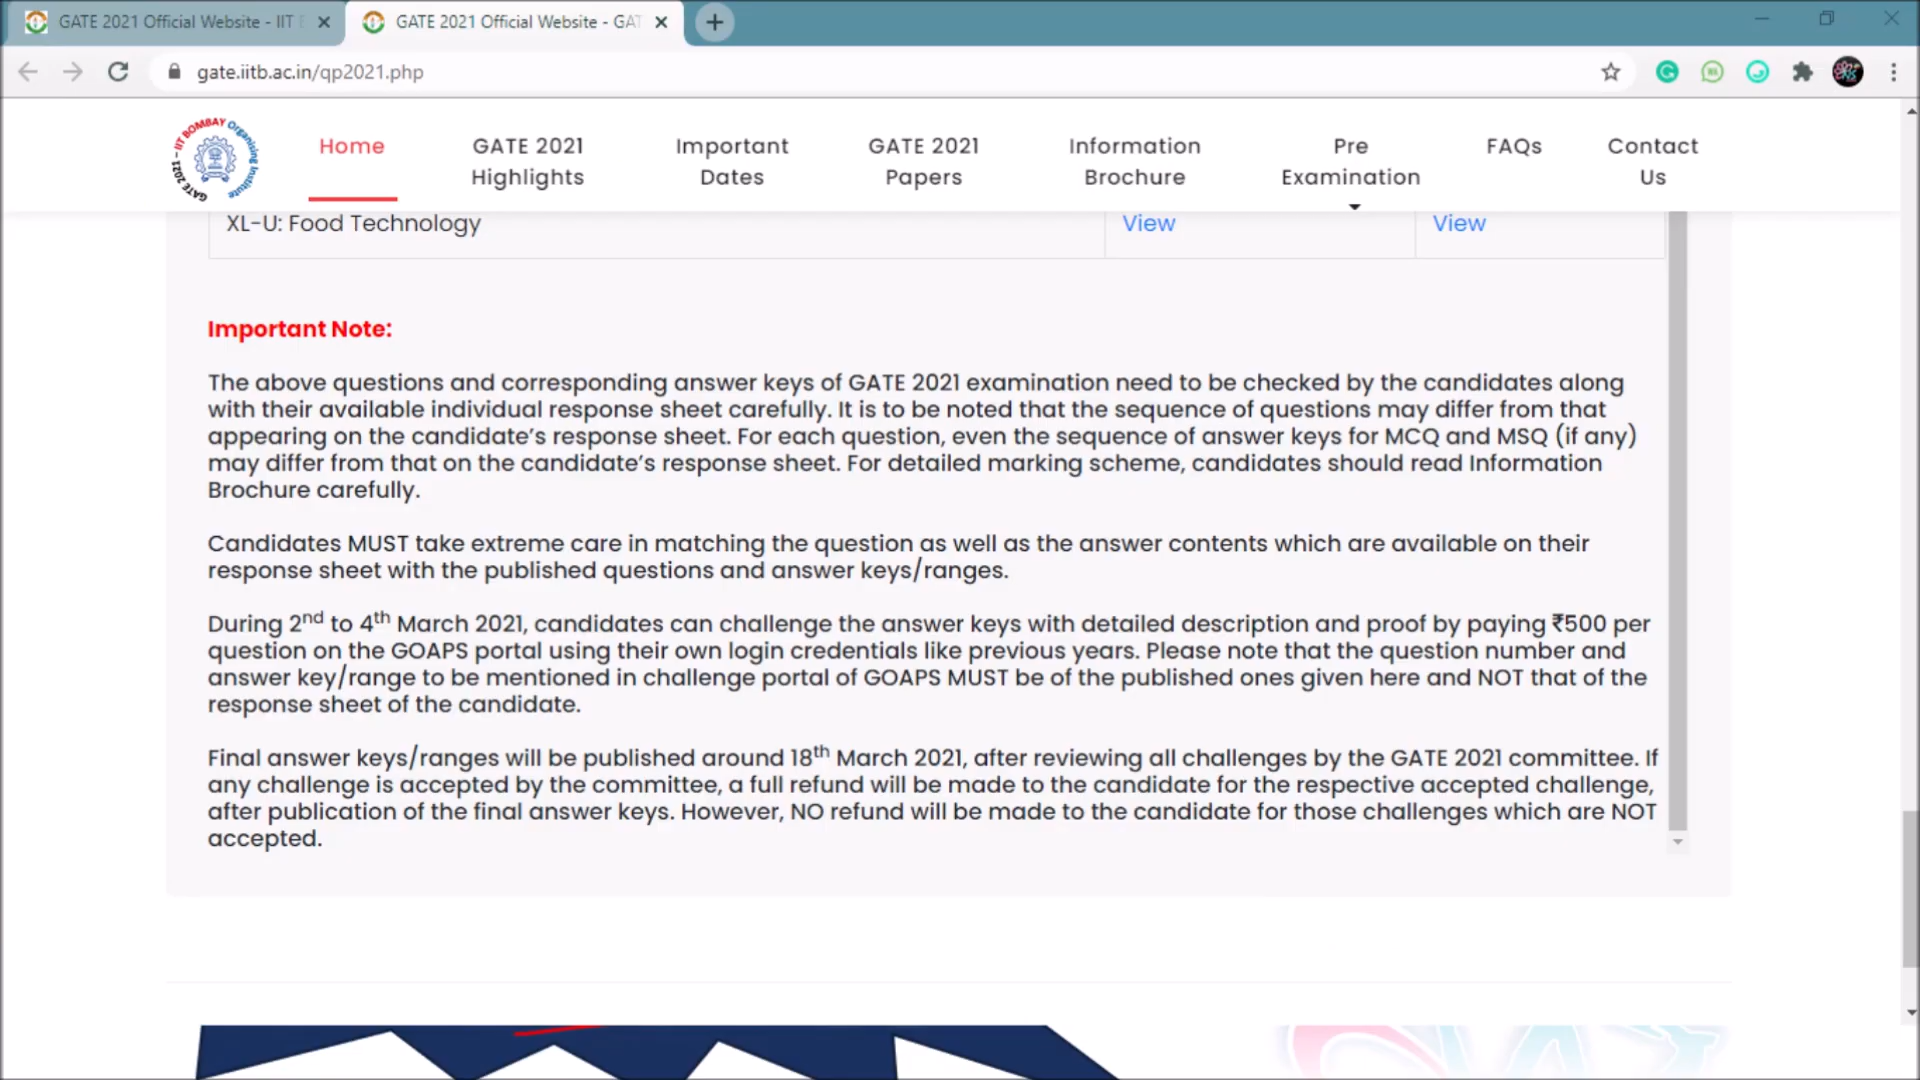 GATE 2021 Official Website - IIT
GATE 2021 Official Website - GAT
gate.iitb.ac.in/qp2021.php
GATE 2021 - IIT BOMBAY Organising Institute
Home
GATE 2021
Highlights
Important
Dates
GATE 2021
Papers
Information
Brochure
Pre
Examination
FAQs
Contact
Us
XL-U: Food Technology View View
Important Note:
The above questions and corresponding answer keys of GATE 2021 examination need to be checked by the candidates along
with their available individual response sheet carefully. It is to be noted that the sequence of questions may differ from that
appearing on the candidate's response sheet. For each question, even the sequence of answer keys for MCQ and MSQ (if any)
may differ from that on the candidate's response sheet. For detailed marking scheme, candidates should read Information
Brochure carefully.
Candidates MUST take extreme care in matching the question as well as the answer contents which are available on their
response sheet with the published questions and answer keys/ranges.
During 2nd to 4th March 2021, candidates can challenge the answer keys with detailed description and proof by paying ₹500 per
question on the GOAPS portal using their own login credentials like previous years. Please note that the question number and
answer key/range to be mentioned in challenge portal of GOAPS MUST be of the published ones given here and NOT that of the
response sheet of the candidate.
Final answer keys/ranges will be published around 18th March 2021, after reviewing all challenges by the GATE 2021 committee. If
any challenge is accepted by the committee, a full refund will be made to the candidate for the respective accepted challenge,
after publication of the final answer keys. However, NO refund will be made to the candidate for those challenges which are NOT
accepted.